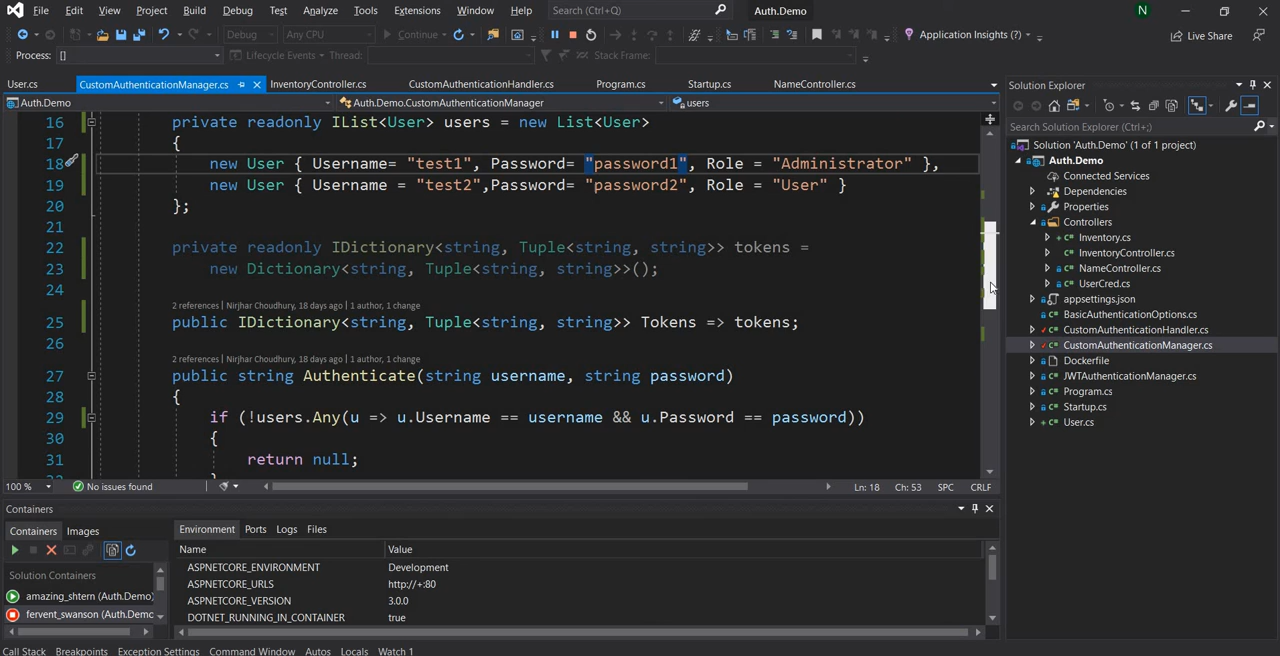 File Edit View Project Build Debug Test Analyze Tools Extensions Window Help Search (Ctrl+Q) Auth.Demo N
Debug Any CPU Continue Application Insights (?) Live Share
Process: [] Lifecycle Events Thread: Stack Frame:
User.cs CustomAuthenticationManager.cs InventoryController.cs CustomAuthenticationHandler.cs Program.cs Startup.cs NameController.cs
Auth.Demo Auth.Demo.CustomAuthenticationManager users
16 private readonly IList<User> users = new List<User>
17 {
18 new User { Username= "test1", Password= "password1", Role = "Administrator" },
19 new User { Username = "test2",Password= "password2", Role = "User" }
20 };
21
22 private readonly IDictionary<string, Tuple<string, string>> tokens =
23 new Dictionary<string, Tuple<string, string>>();
24
2 references | Nirjhar Choudhury, 18 days ago | 1 author, 1 change
25 public IDictionary<string, Tuple<string, string>> Tokens => tokens;
26
2 references | Nirjhar Choudhury, 18 days ago | 1 author, 1 change
27 public string Authenticate(string username, string password)
28 {
29 if (!users.Any(u => u.Username == username && u.Password == password))
30 {
31 return null;
100 % No issues found Ln: 18 Ch: 53 SPC CRLF
Containers
Containers Images
Solution Containers
amazing_shtern (Auth.Demo)
fervent_swanson (Auth.Demo
Environment Ports Logs Files
Name Value
ASPNETCORE_ENVIRONMENT Development
ASPNETCORE_URLS http://+:80
ASPNETCORE_VERSION 3.0.0
DOTNET_RUNNING_IN_CONTAINER true
Call Stack Breakpoints Exception Settings Command Window Autos Locals Watch 1
Solution Explorer
Search Solution Explorer (Ctrl+;)
Solution 'Auth.Demo' (1 of 1 project)
Auth.Demo
Connected Services
Dependencies
Properties
Controllers
Inventory.cs
InventoryController.cs
NameController.cs
UserCred.cs
appsettings.json
BasicAuthenticationOptions.cs
CustomAuthenticationHandler.cs
CustomAuthenticationManager.cs
Dockerfile
JWTAuthenticationManager.cs
Program.cs
Startup.cs
User.cs